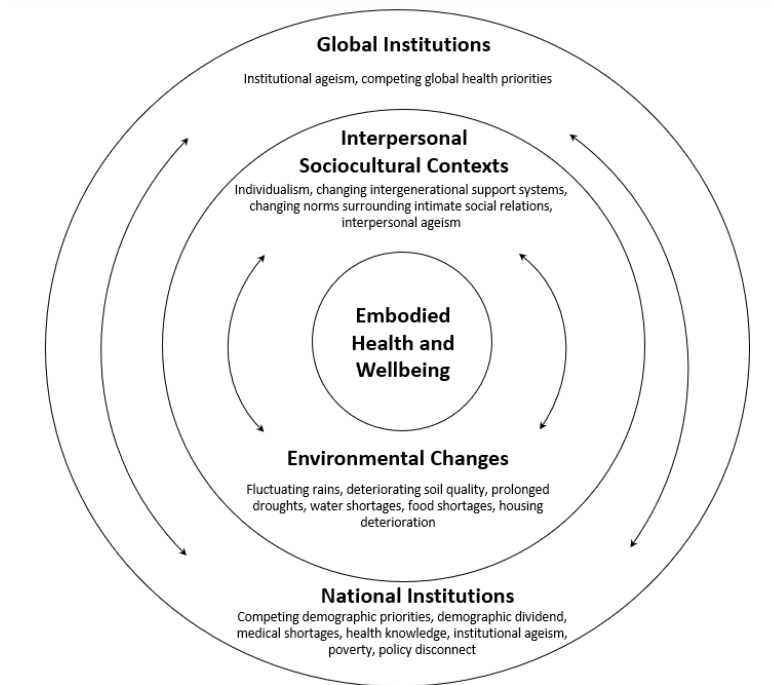 Global Institutions
Institutional ageism, competing global health priorities
Interpersonal
Sociocultural Contexts
Individualism, changing intergenerational support systems,
changing norms surrounding intimate social relations,
interpersonal ageism
Embodied
Health and
Wellbeing
Environmental Changes
Fluctuating rains, deteriorating soil quality, prolonged
droughts, water shortages, food shortages, housing
deterioration
National Institutions
Competing demographic priorities, demographic dividend,
medical shortages, health knowledge, institutional ageism,
poverty, policy disconnect